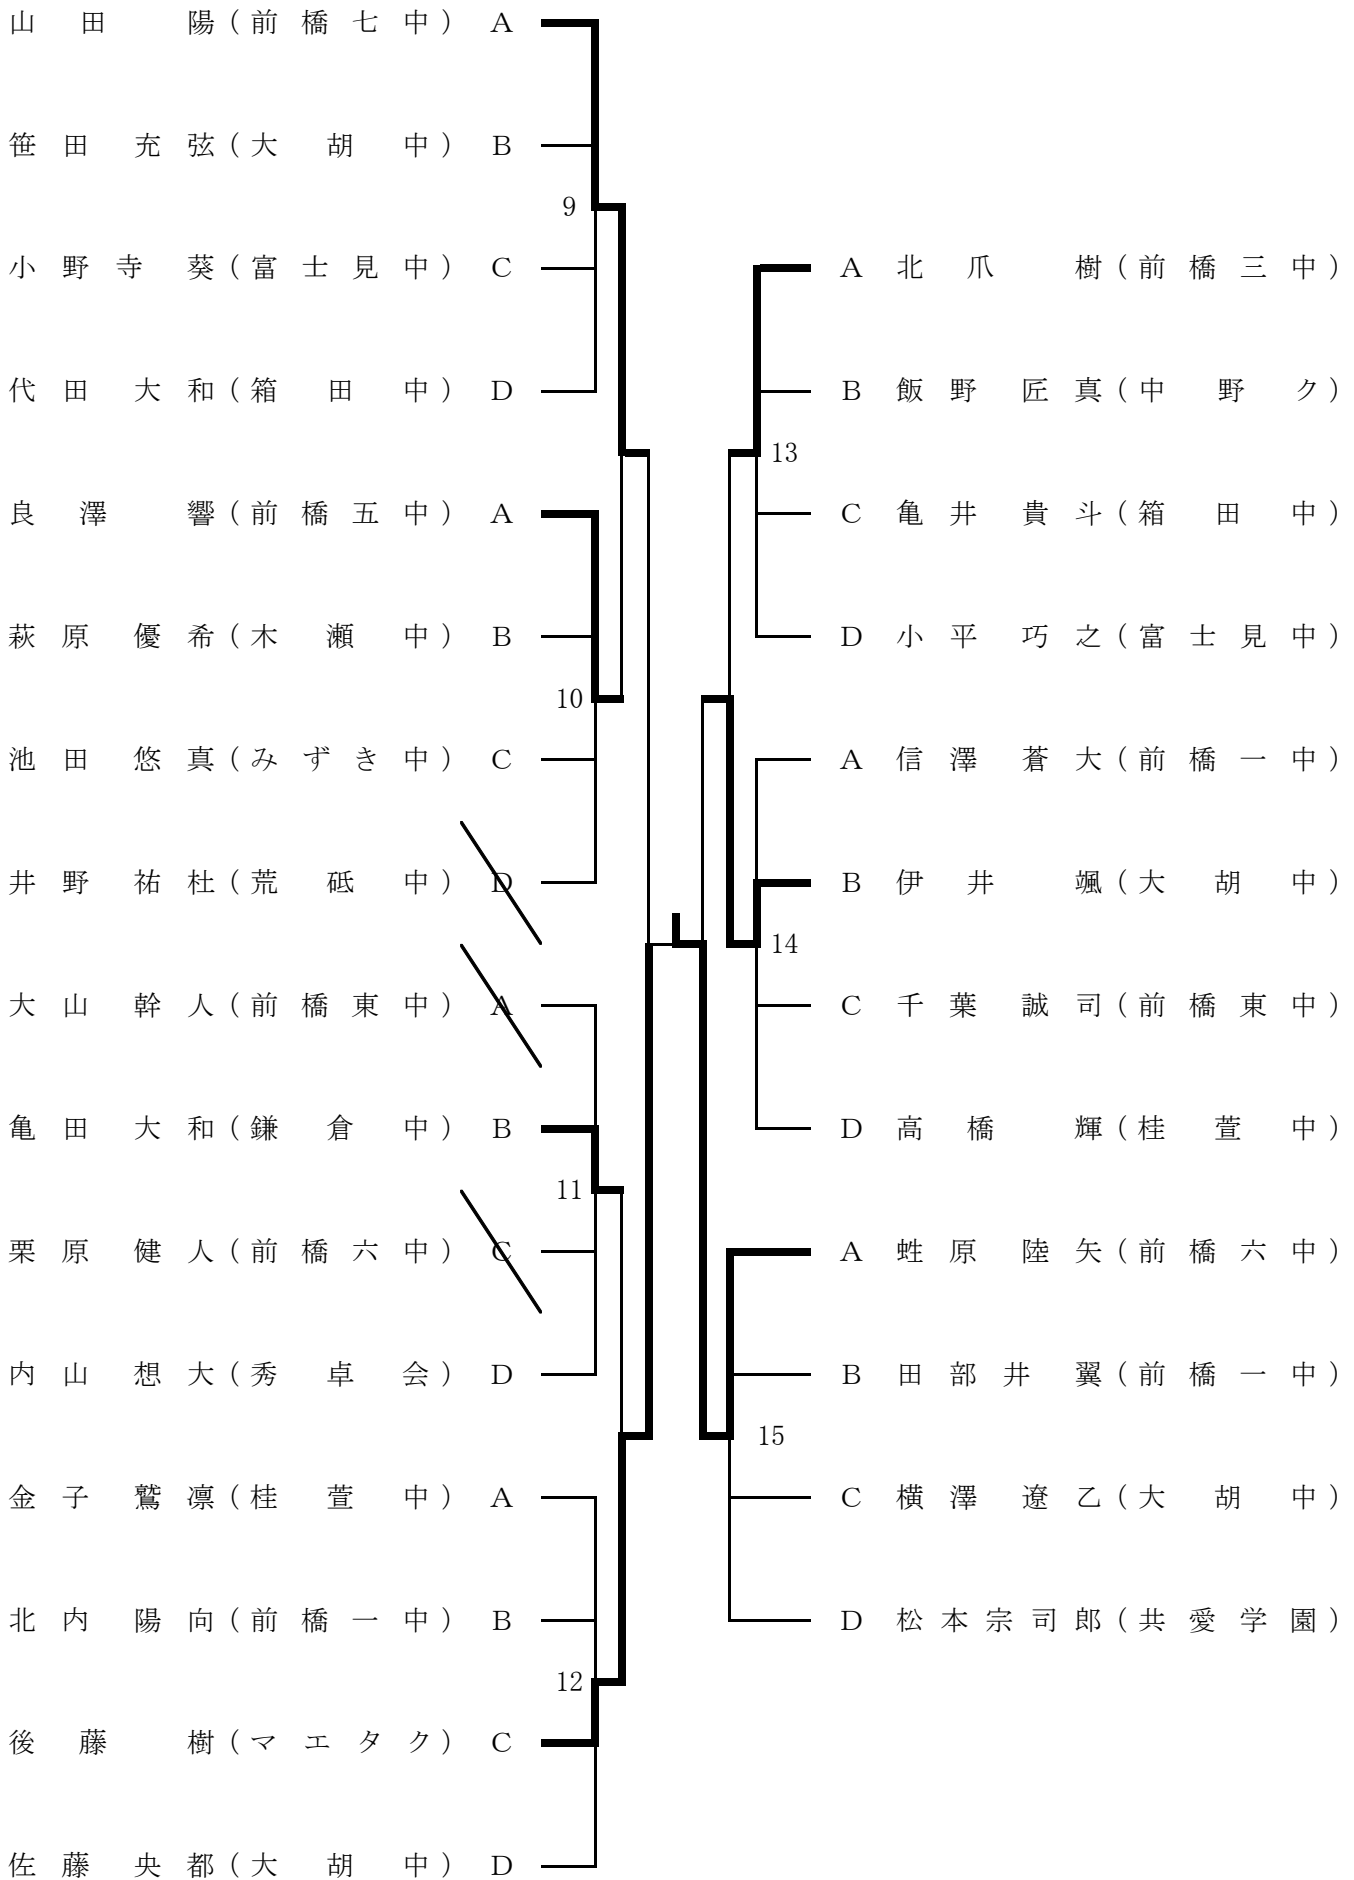 山田 陽(前橋七中) A
笹田 充弦(大胡中) B
9
小野寺 葵(富士見中) C
代田 大和(箱田中) D
良澤 響(前橋五中) A
萩原 優希(木瀬中) B
10
池田 悠真(みずき中) C
井野 祐杜(荒砥中) D
大山 幹人(前橋東中) A
亀田 大和(鎌倉中) B
11
栗原 健人(前橋六中) C
内山 想大(秀卓会) D
金子 鷲凛(桂萱中) A
北内 陽向(前橋一中) B
12
後藤 樹(マエタク) C
佐藤 央都(大胡中) D
A 北爪 樹(前橋三中)
B 飯野 匠真(中野ク)
13
C 亀井 貴斗(箱田中)
D 小平 巧之(富士見中)
A 信澤 蒼大(前橋一中)
B 伊井 颯(大胡中)
14
C 千葉 誠司(前橋東中)
D 高橋 輝(桂萱中)
A 蛭原 陸矢(前橋六中)
B 田部井 翼(前橋一中)
15
C 横澤 遼乙(大胡中)
D 松本宗司郎(共愛学園)